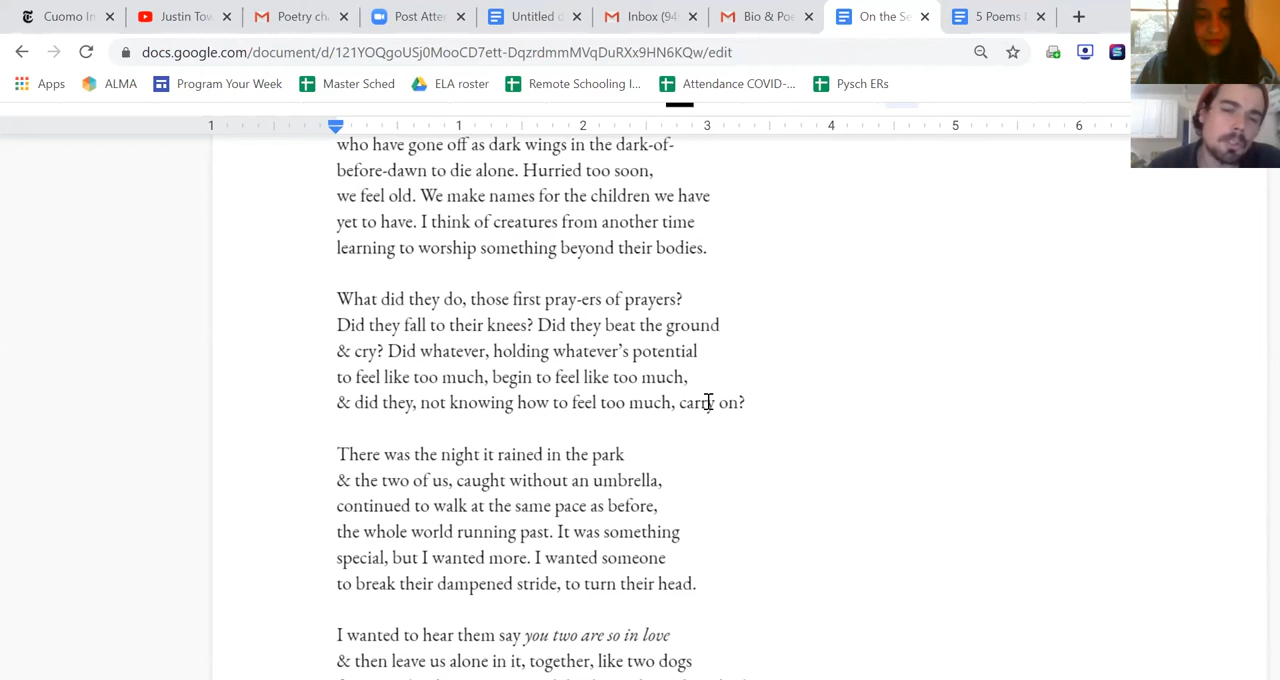 Cuomo In
Justin Tow
Poetry ch
Post Atter
Untitled d
Inbox (94
Bio & Poe
On the Se
5 Poems
docs.google.com/document/d/121YOQgoUSj0MooCD7ett-DqzrdmmMVqDuRXx9HN6KQw/edit
Apps ALMA Program Your Week Master Sched ELA roster Remote Schooling I... Attendance COVID-... Pysch ERs
1 1 2 3 4 5 6
who have gone off as dark wings in the dark-of-
before-dawn to die alone. Hurried too soon,
we feel old. We make names for the children we have
yet to have. I think of creatures from another time
learning to worship something beyond their bodies.
What did they do, those first pray-ers of prayers?
Did they fall to their knees? Did they beat the ground
& cry? Did whatever, holding whatever’s potential
to feel like too much, begin to feel like too much,
& did they, not knowing how to feel too much, carry on?
There was the night it rained in the park
& the two of us, caught without an umbrella,
continued to walk at the same pace as before,
the whole world running past. It was something
special, but I wanted more. I wanted someone
to break their dampened stride, to turn their head.
I wanted to hear them say you two are so in love
& then leave us alone in it, together, like two dogs